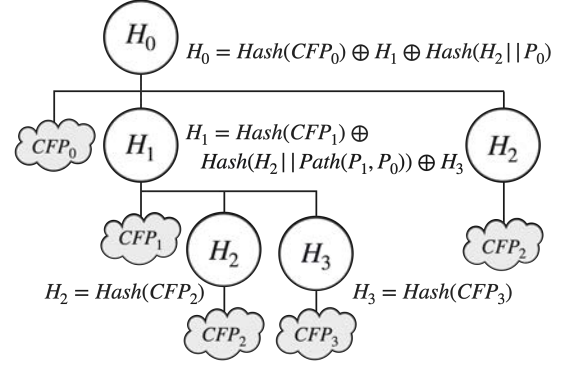 H₀
H₀ = Hash(CFP₀) ⊕ H₁ ⊕ Hash(H₂||P₀)
CFP₀
H₁
H₁ = Hash(CFP₁) ⊕
Hash(H₂||Path(P₁, P₀)) ⊕ H₃
H₂
CFP₁
H₂
H₃
CFP₂
H₂ = Hash(CFP₂)
H₃ = Hash(CFP₃)
CFP₂
CFP₃